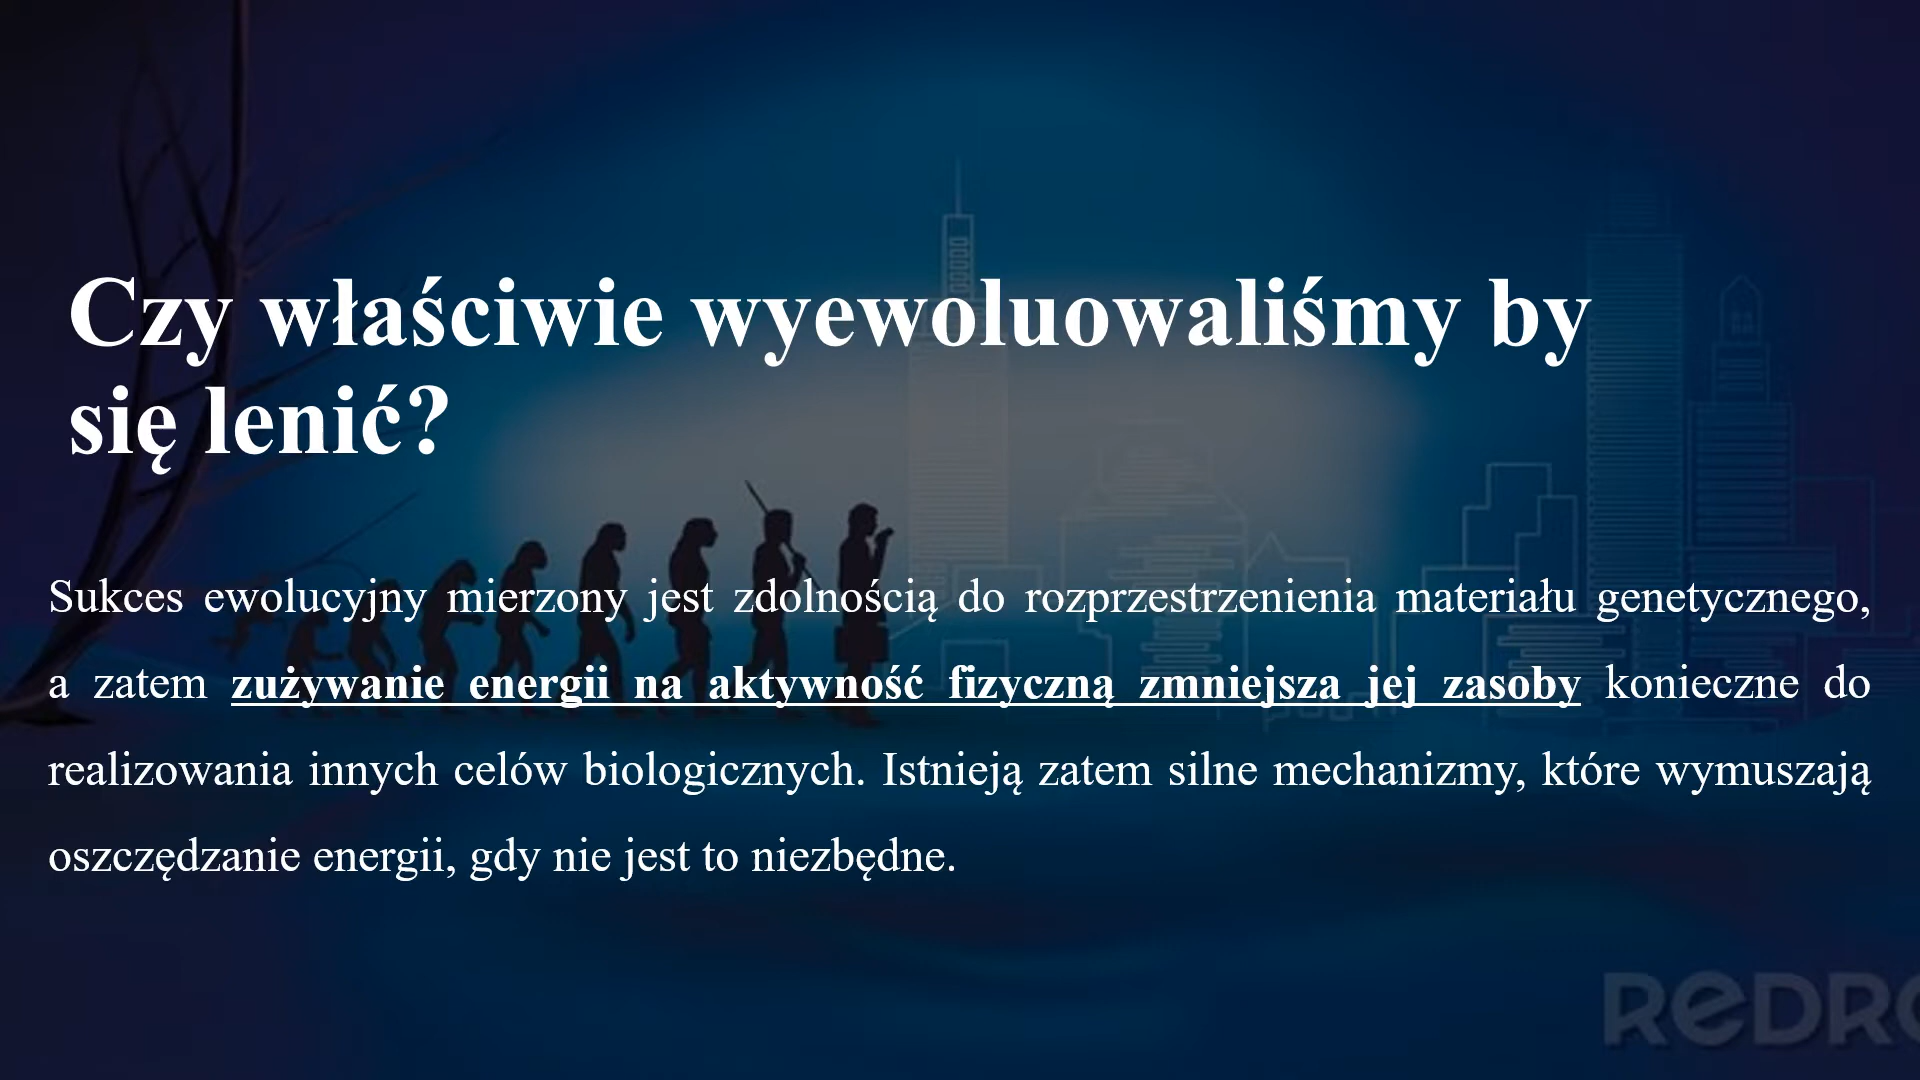 Czy właściwie wyewoluowaliśmy by
się lenić?
Sukces ewolucyjny mierzony jest zdolnością do rozprzestrzenienia materiału genetycznego,
a zatem zużywanie energii na aktywność fizyczną zmniejsza jej zasoby konieczne do
realizowania innych celów biologicznych. Istnieją zatem silne mechanizmy, które wymuszają
oszczędzanie energii, gdy nie jest to niezbędne.